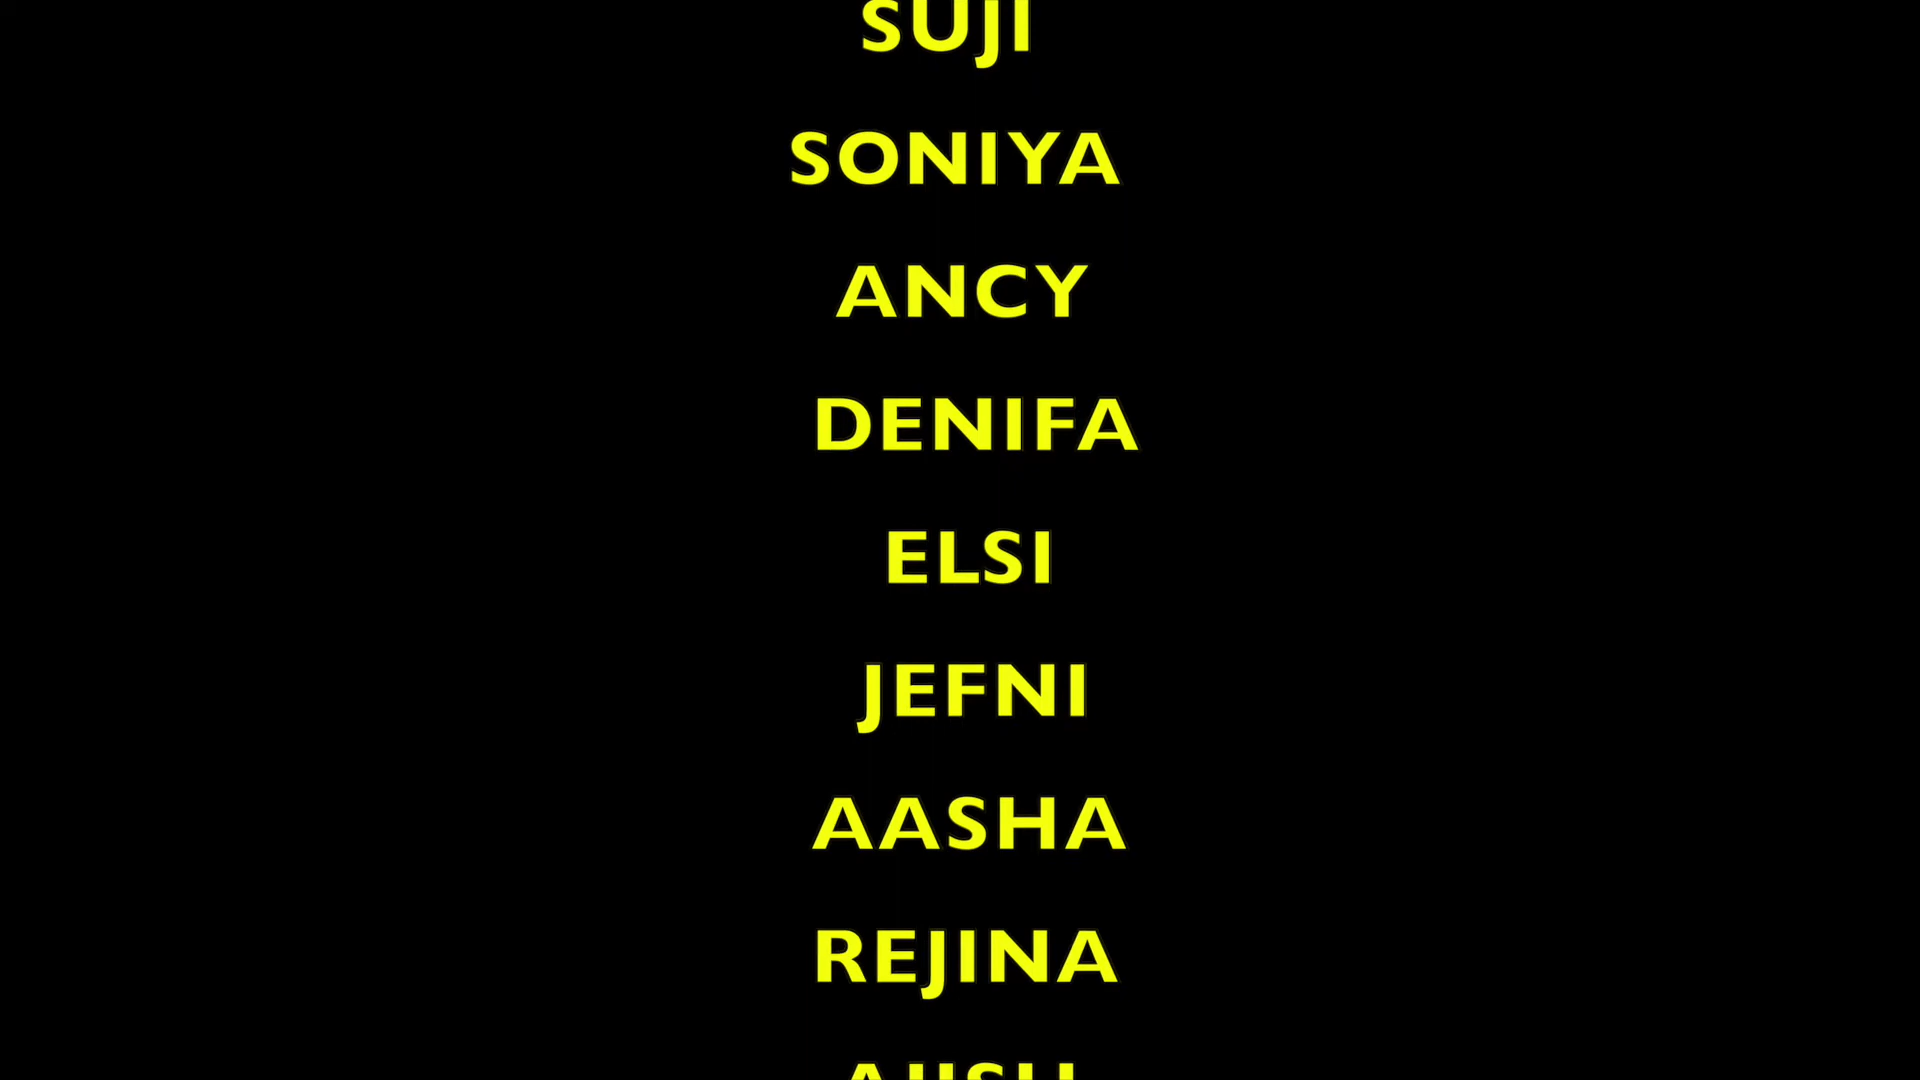 SUJI
SONIYA
ANCY
DENIFA
ELSI
JEFNI
AASHA
REJINA